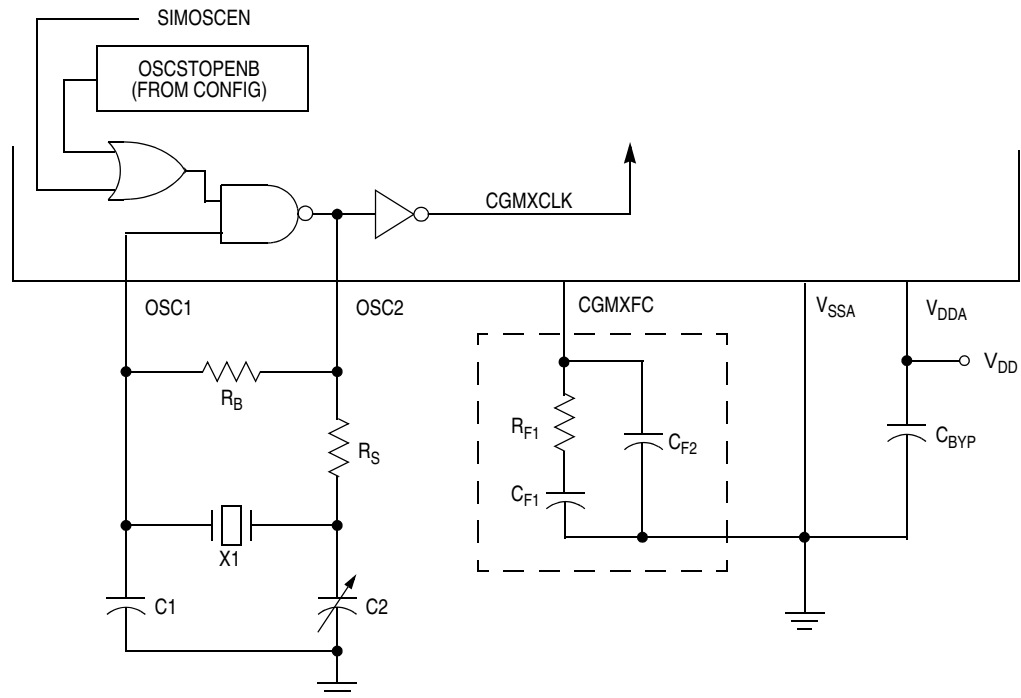 SIMOSCEN
OSCSTOPENB
(FROM CONFIG)
CGMXCLK
OSC1
OSC2
CGMXFC
VSSA
VDDA
VDD
RB
RS
RF1
CF2
CBYP
CF1
X1
C1
C2